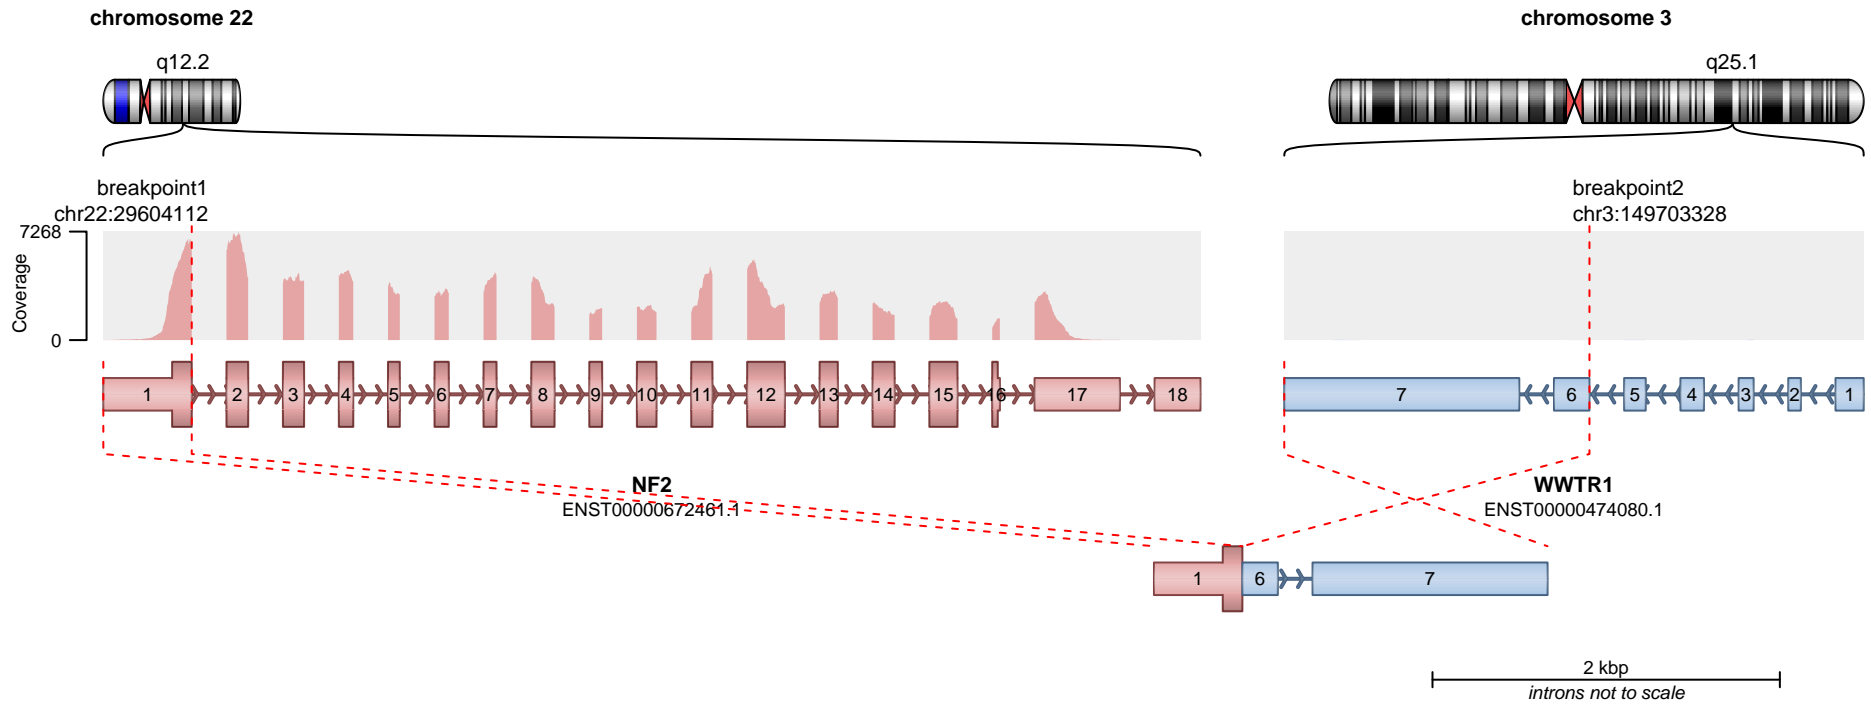 chromosome 22
chromosome 3
q12.2
q25.1
breakpoint1
chr22:29604112
breakpoint2
chr3:149703328
Coverage
7268
0
1 2 3 4 5 6 7 8 9 10 11 12 13 14 15 16 17 18
7 6 5 4 3 2 1
NF2
ENST00000672461.1
WWTR1
ENST00000474080.1
1 6 7
2 kbp
introns not to scale